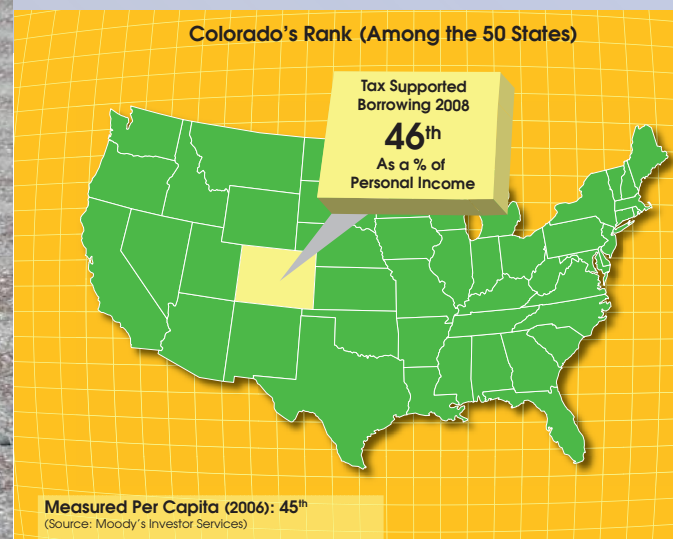 Colorado’s Rank (Among the 50 States)
Tax Supported
Borrowing 2008
46th
As a % of
Personal Income
Measured Per Capita (2006): 45th
(Source: Moody’s Investor Services)